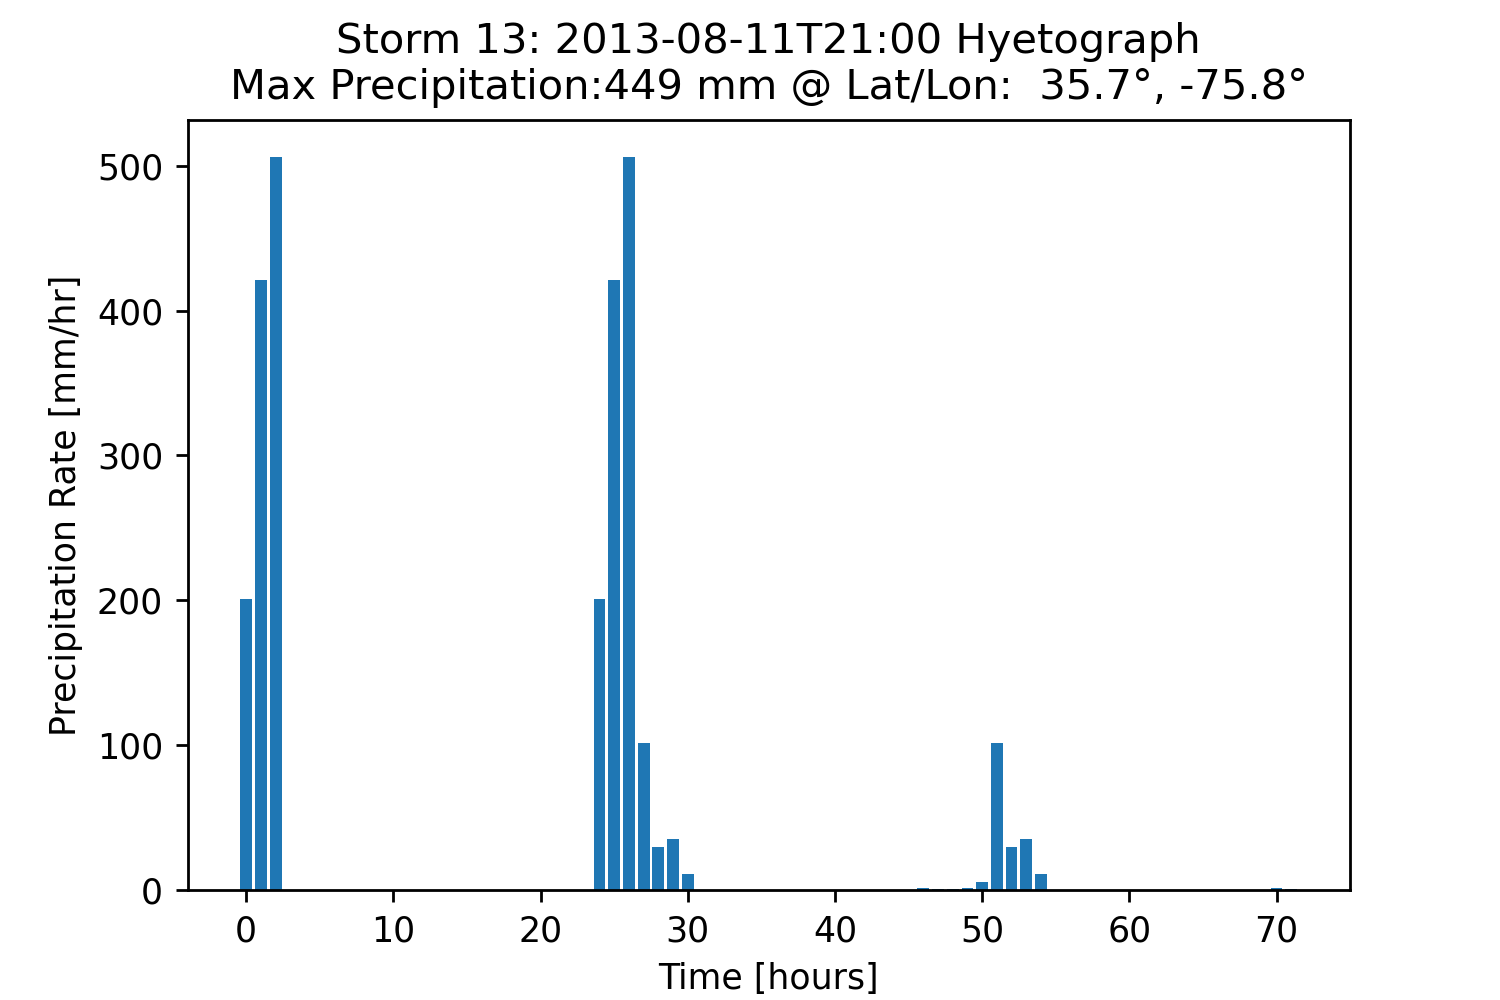 Storm 13: 2013-08-11T21:00 Hyetograph
Max Precipitation:449 mm @ Lat/Lon:  35.7°, -75.8°
Precipitation Rate [mm/hr]
500
400
300
200
100
0
0 10 20 30 40 50 60 70
Time [hours]